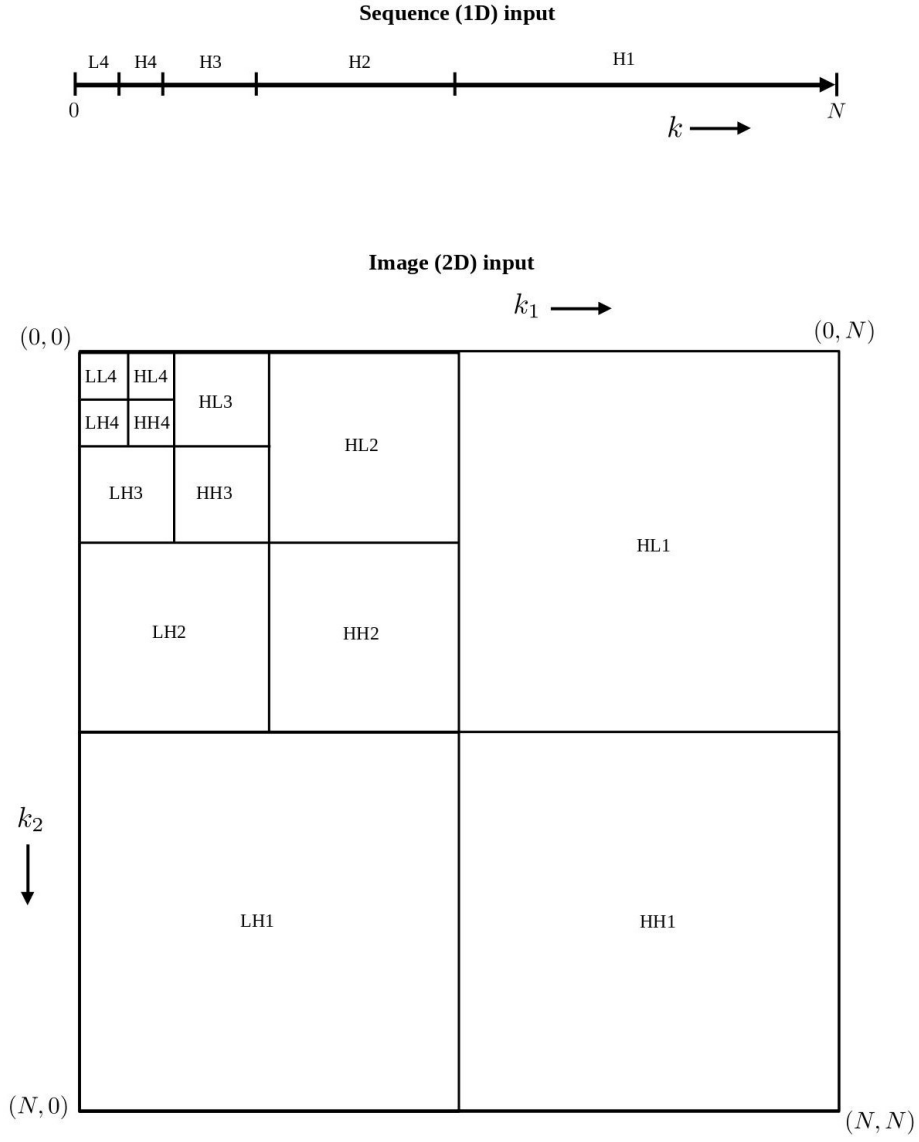 Sequence (1D) input
L4 H4 H3 H2 H1
0 N
k
Image (2D) input
k₁
(0, 0) (0, N)
LL4 HL4 HL3 HL2 HL1
LH4 HH4
LH3 HH3
LH2 HH2
k₂
LH1 HH1
(N, 0) (N, N)